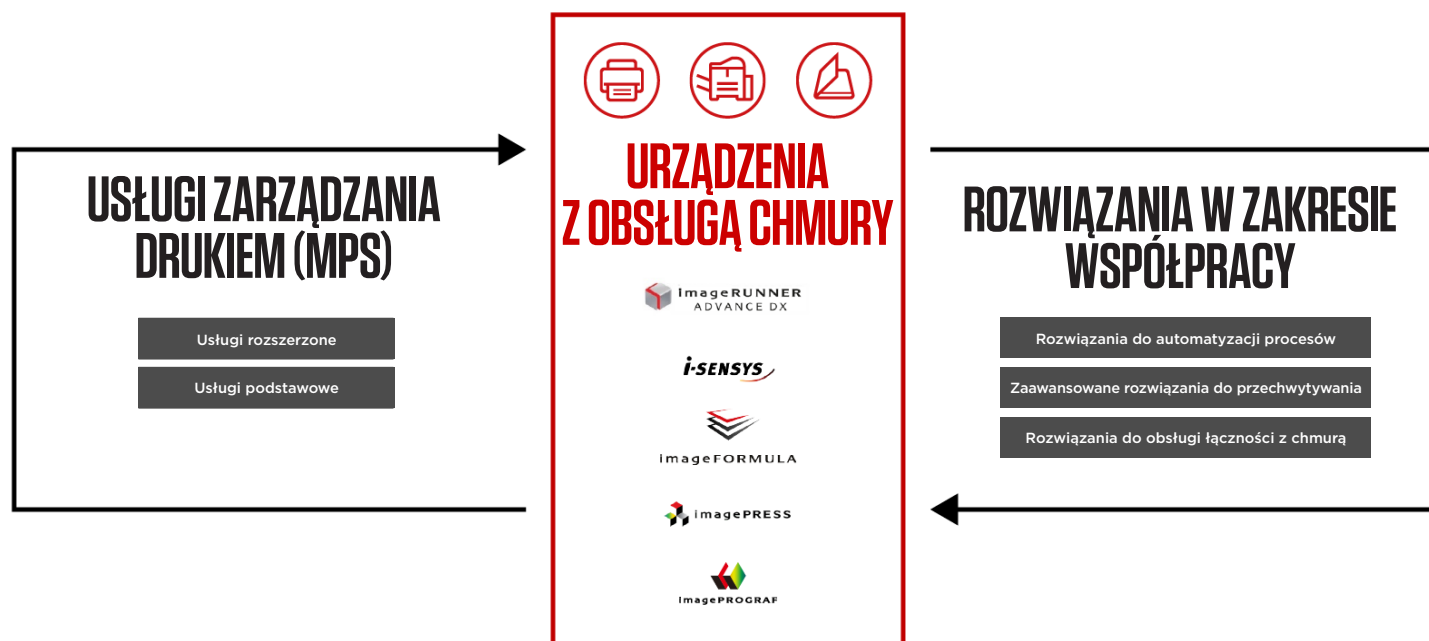 USŁUGI ZARZĄDZANIA
DRUKIEM (MPS)
Usługi rozszerzone
Usługi podstawowe
URZĄDZENIA
Z OBSŁUGĄ CHMURY
imageRUNNER
ADVANCE DX
i-SENSYS
imageFORMULA
imagePRESS
imagePROGRAF
ROZWIĄZANIA W ZAKRESIE
WSPÓŁPRACY
Rozwiązania do automatyzacji procesów
Zaawansowane rozwiązania do przechwytywania
Rozwiązania do obsługi łączności z chmurą